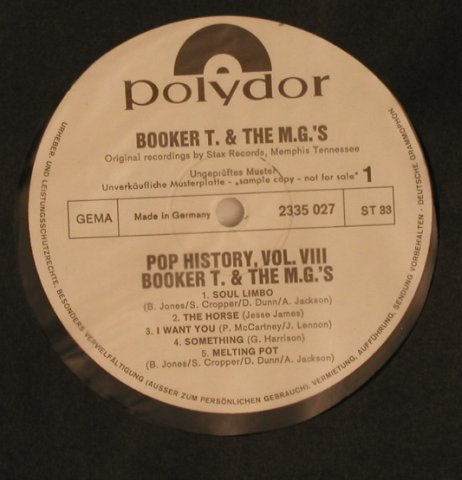 polydor
BOOKER T. & THE M.G.'S
Original recordings by Stax Records, Memphis Tennessee
Ungeprüftes Muster
Unverkäufliche Musterplatte - „sample copy - not for sale" 1
GEMA Made in Germany 2335 027 ST 33
POP HISTORY, VOL. VIII
BOOKER T. & THE M.G.'S
1. SOUL LIMBO
(B. Jones/S. Cropper/D. Dunn/A. Jackson)
2. THE HORSE (Jesse James)
3. I WANT YOU (P. McCartney/J. Lennon)
4. SOMETHING (G. Harrison)
5. MELTING POT
(B. Jones/S. Cropper/D. Dunn/A. Jackson)
URHEBER- UND LEISTUNGSSCHUTZRECHTE, BESONDERS VERVIELFÄLTIGUNG (AUSSER ZUM PERSÖNLICHEN GEBRAUCH), VERMIETUNG, AUFFÜHRUNG, SENDUNG VORBEHALTEN - DEUTSCHE GRAMMOPHON